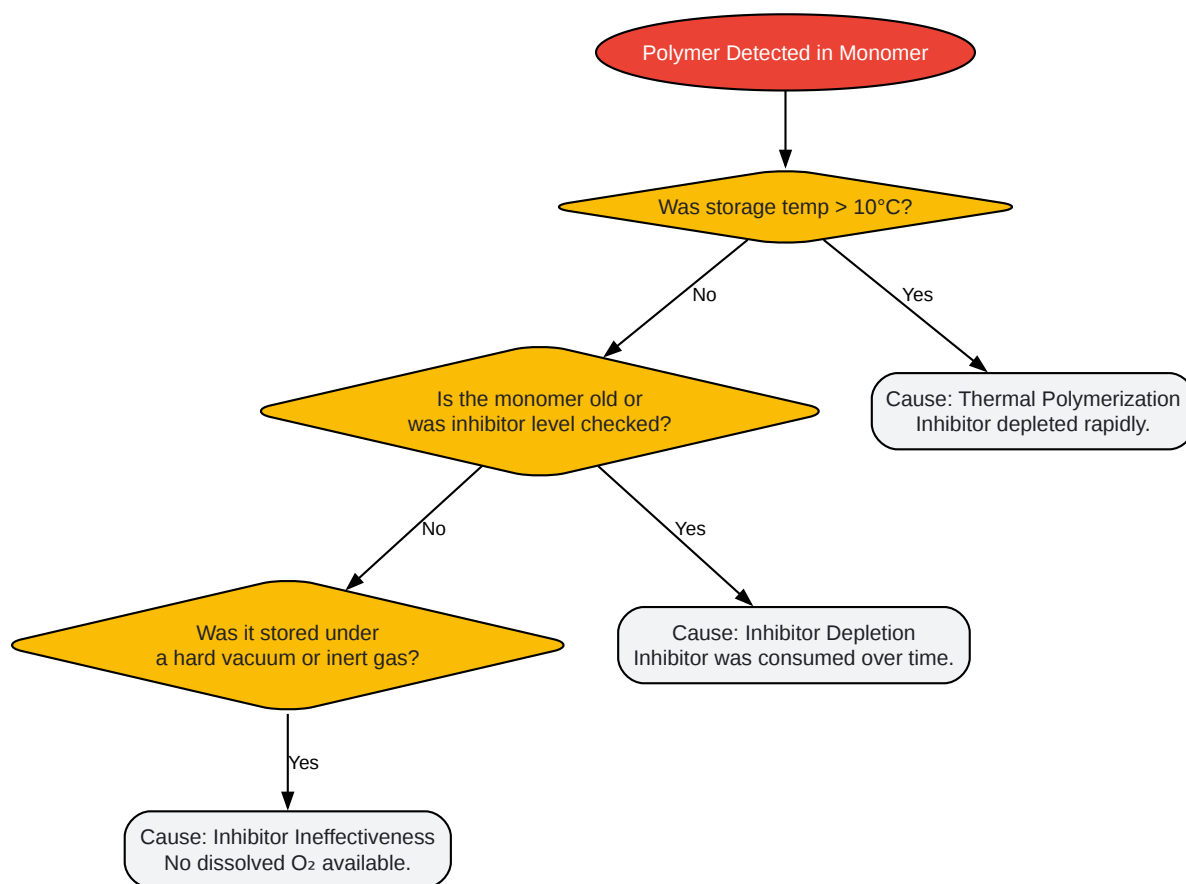 Polymer Detected in Monomer
Was storage temp > 10°C?
No
Yes
Is the monomer old or
was inhibitor level checked?
Cause: Thermal Polymerization
Inhibitor depleted rapidly.
No
Yes
Was it stored under
a hard vacuum or inert gas?
Cause: Inhibitor Depletion
Inhibitor was consumed over time.
Yes
Cause: Inhibitor Ineffectiveness
No dissolved O₂ available.